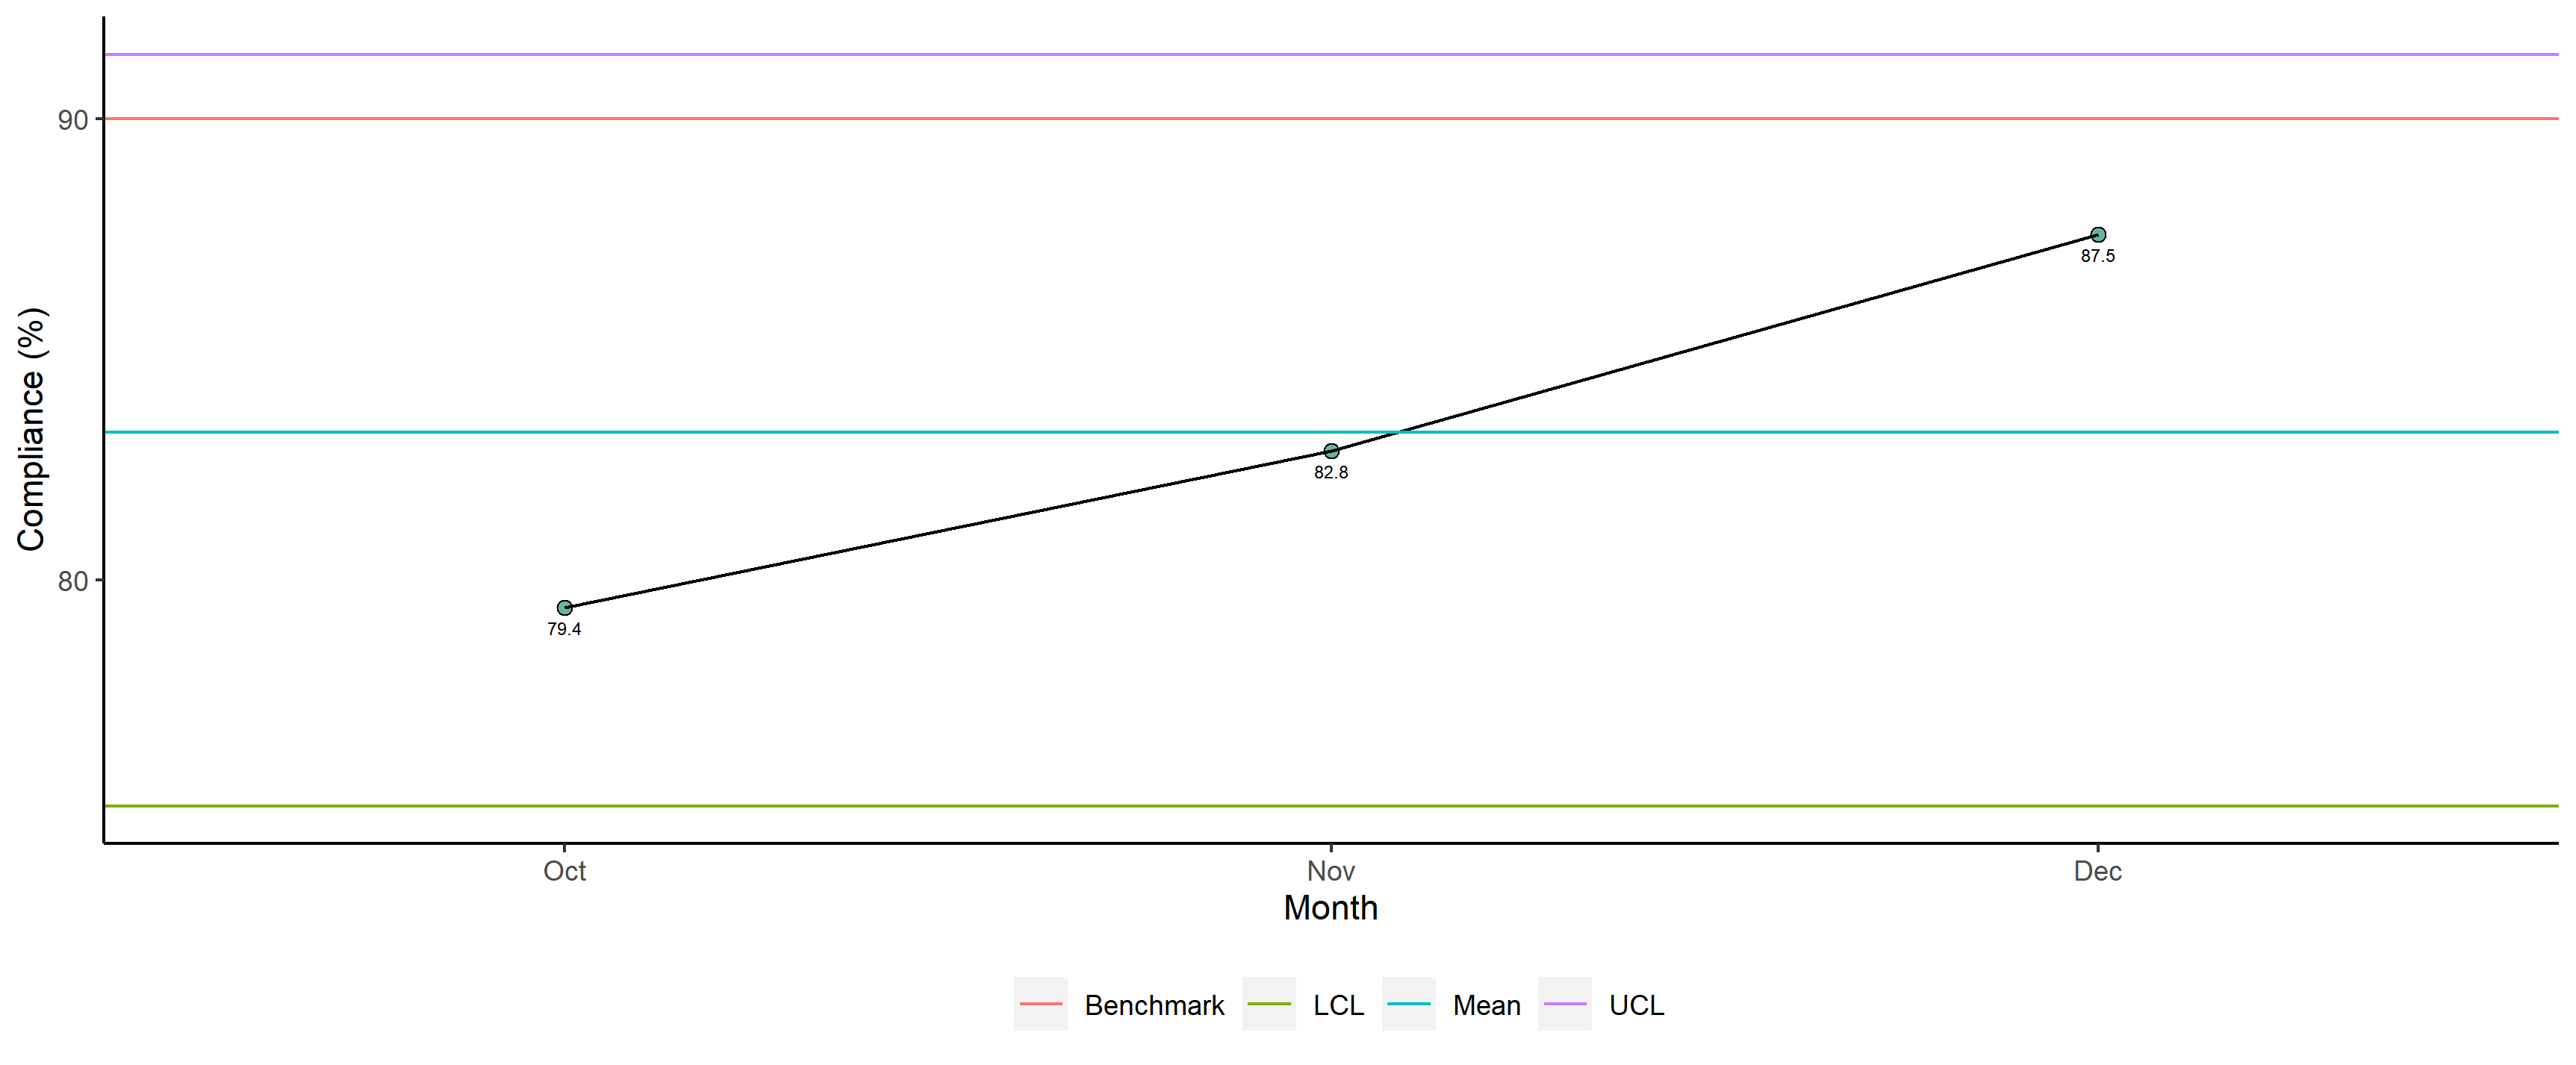 90
80
Compliance (%)
87.5
82.8
79.4
Oct Nov Dec
Month
Benchmark LCL Mean UCL